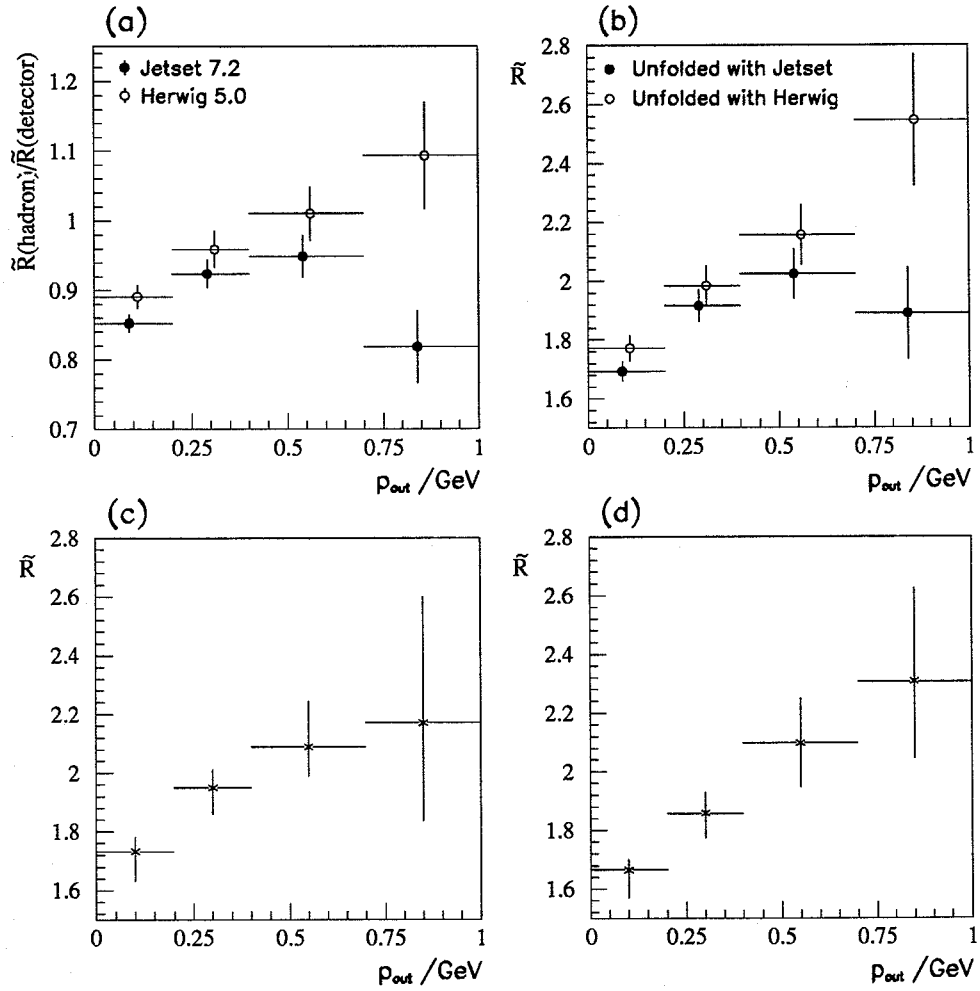 (a)
R̃(hadron)/R̃(detector)
1.2
1.1
1
0.9
0.8
0.7
Jetset 7.2
Herwig 5.0
0 0.25 0.5 0.75 1
p_out /GeV
(b)
R̃
2.8
2.6
2.4
2.2
2
1.8
1.6
Unfolded with Jetset
Unfolded with Herwig
0 0.25 0.5 0.75 1
p_out /GeV
(c)
R̃
2.8
2.6
2.4
2.2
2
1.8
1.6
0 0.25 0.5 0.75 1
p_out /GeV
(d)
R̃
2.8
2.6
2.4
2.2
2
1.8
1.6
0 0.25 0.5 0.75 1
p_out /GeV